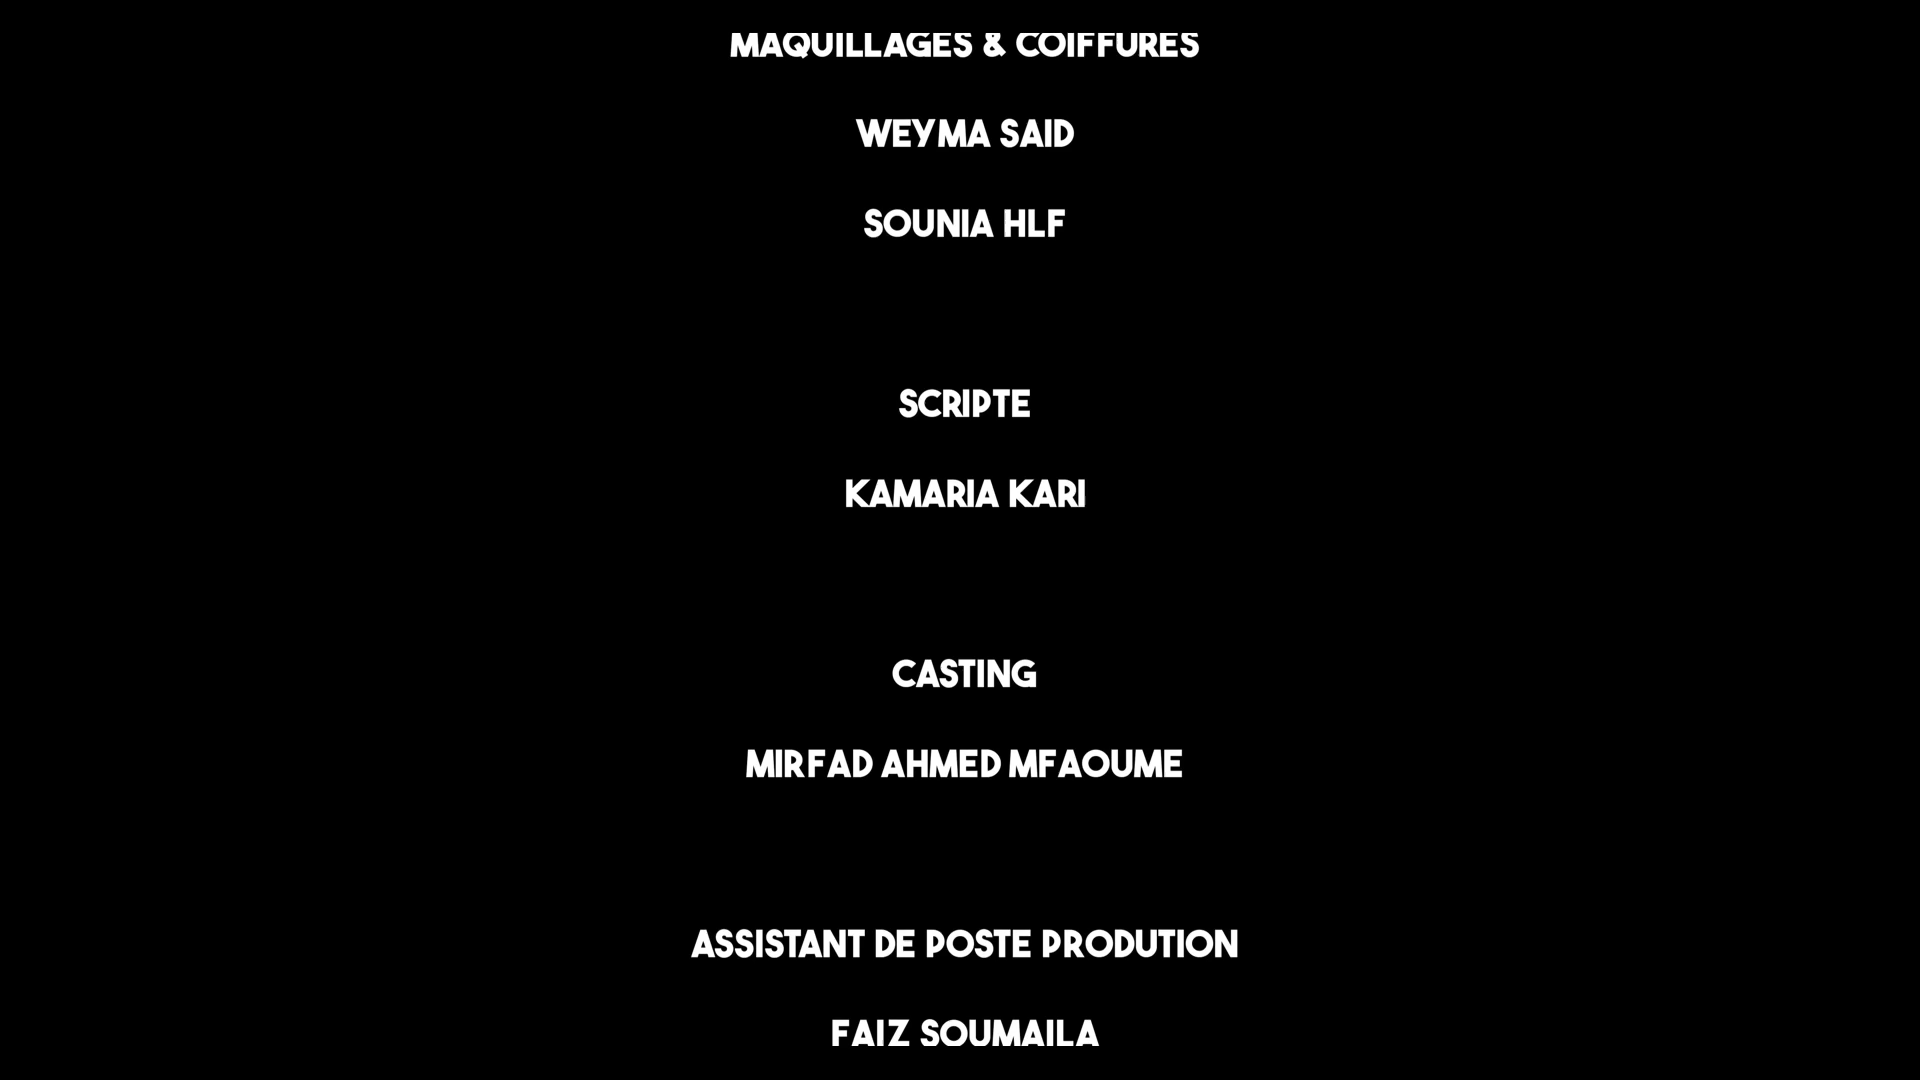 MAQUILLAGES & COIFFURES
WEYMA SAID
SOUNIA HLF
SCRIPTE
KAMARIA KARI
CASTING
MIRFAD AHMED MFAOUME
ASSISTANT DE POSTE PRODUTION
FAIZ SOUMAILA